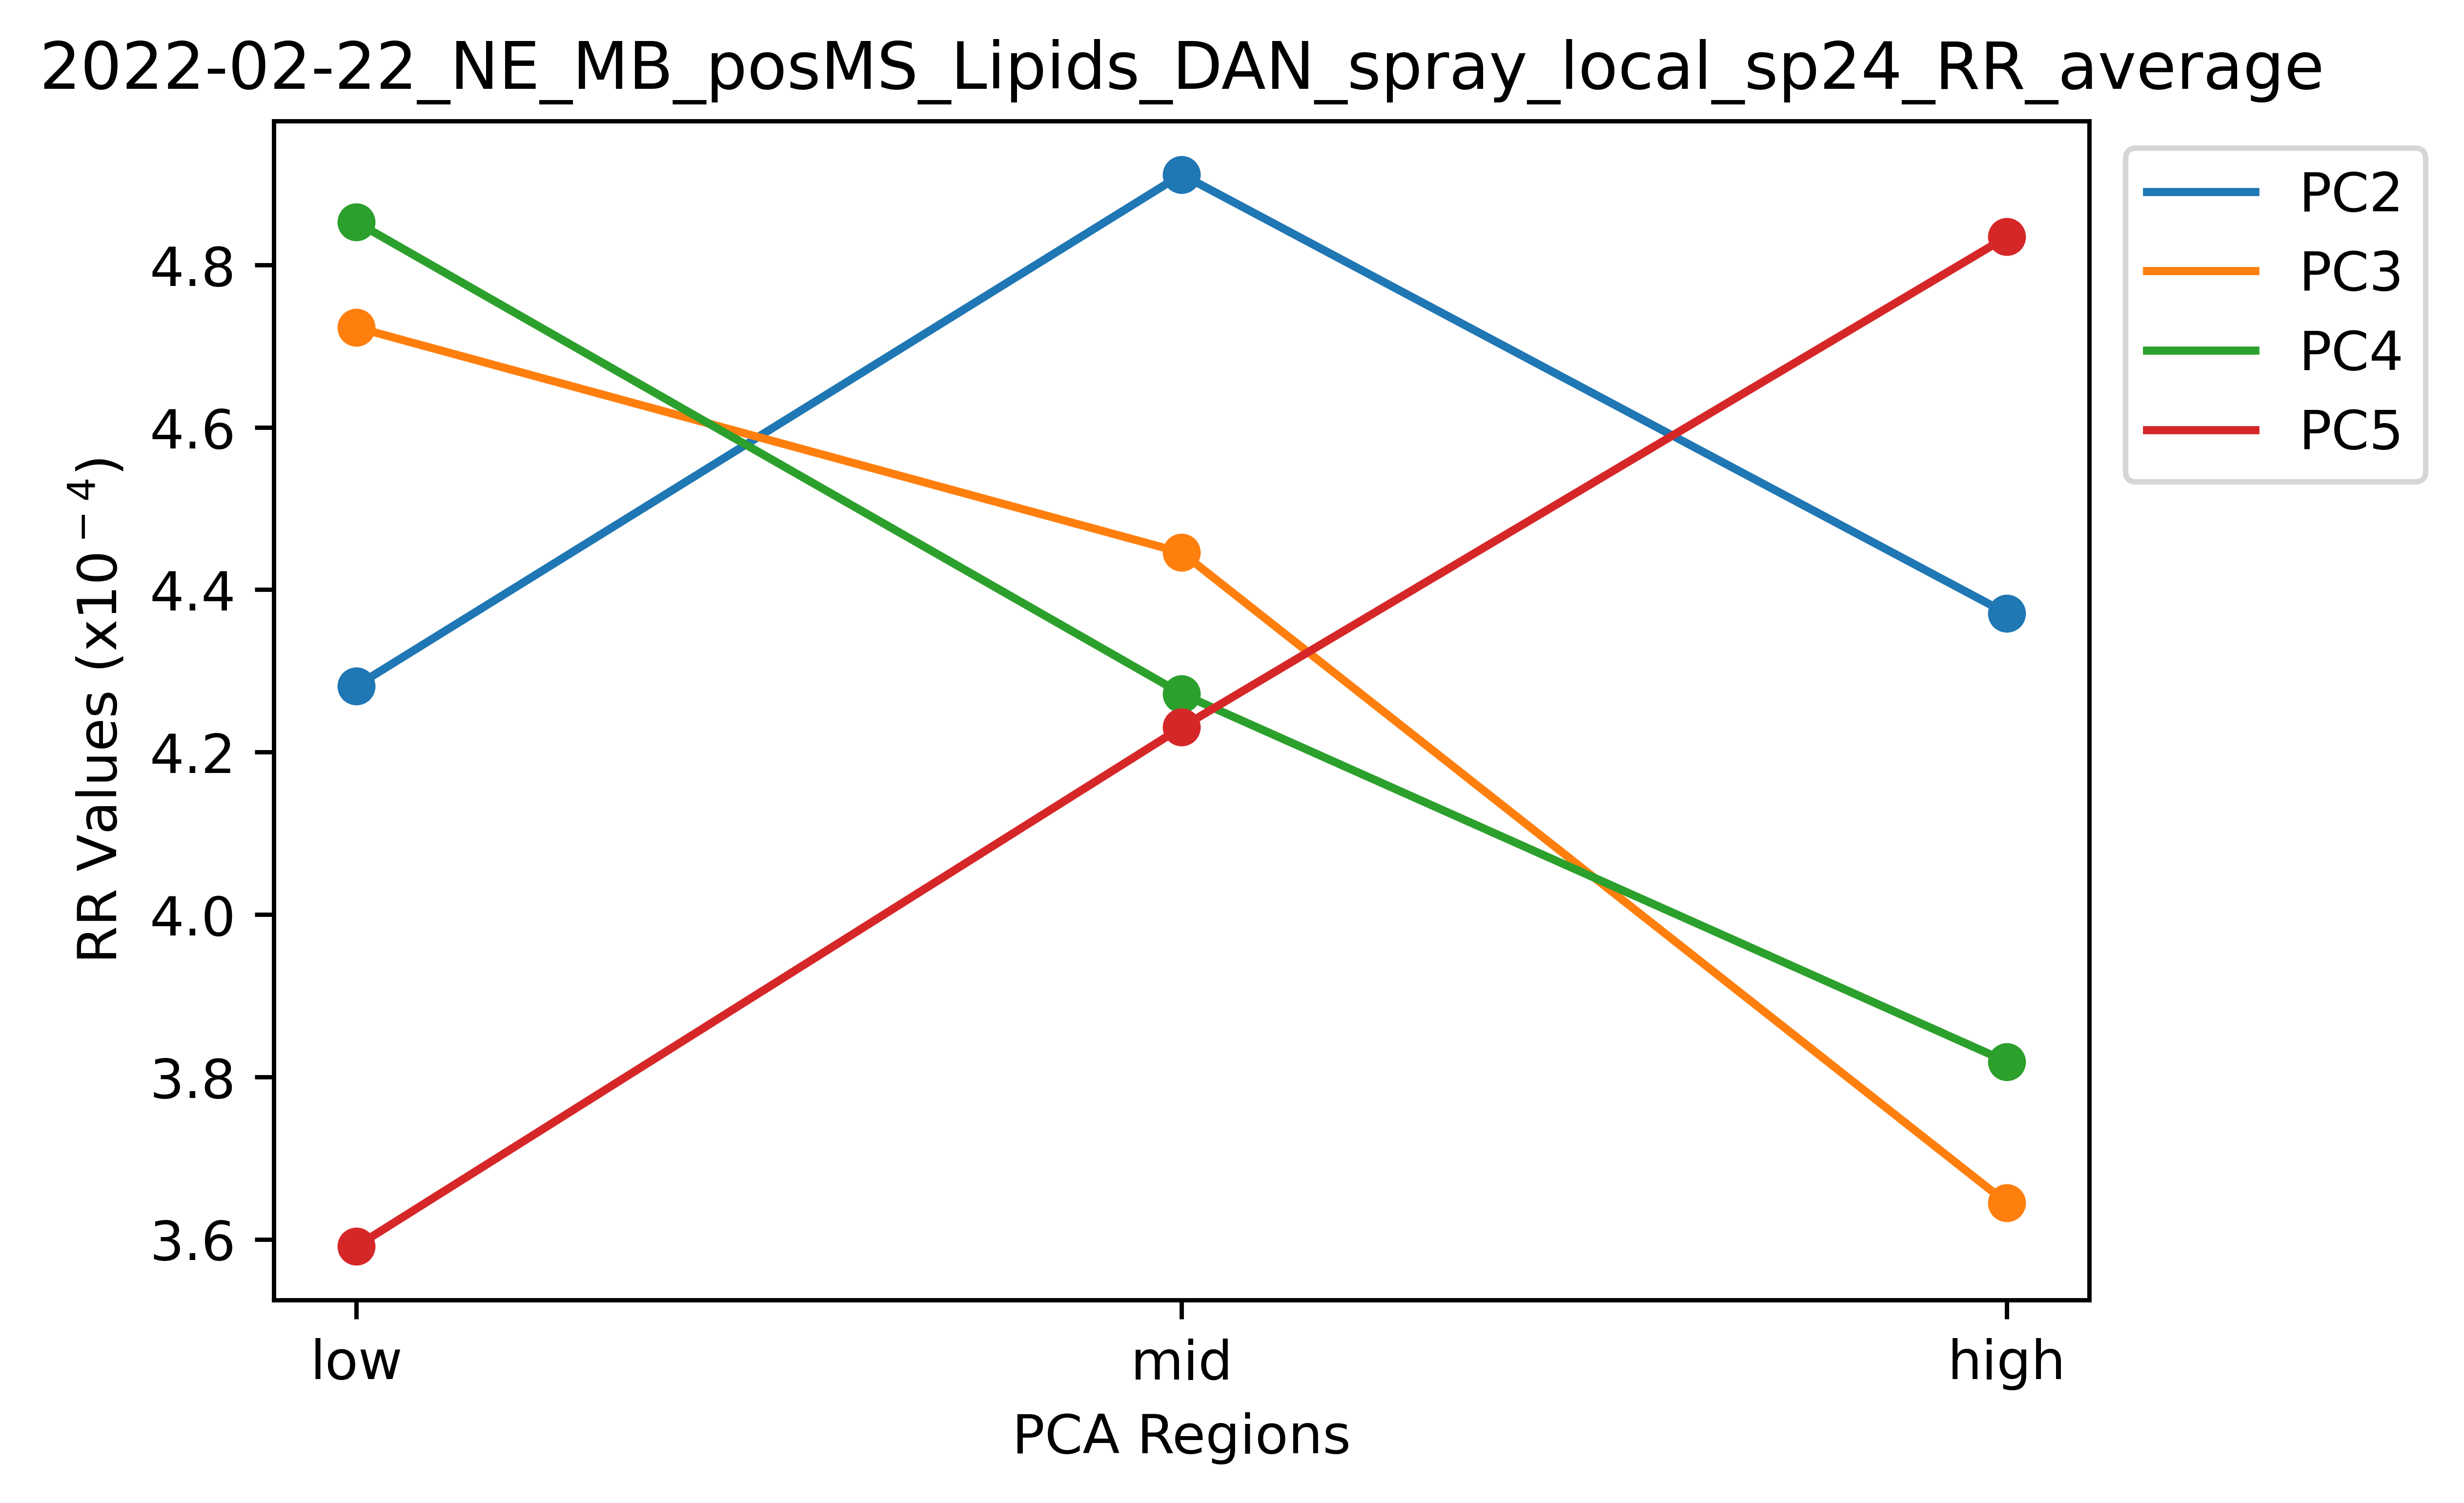 2022-02-22_NE_MB_posMS_Lipids_DAN_spray_local_sp24_RR_average
PC2
PC3
PC4
PC5
RR Values (x10⁻⁴)
4.8
4.6
4.4
4.2
4.0
3.8
3.6
low mid high
PCA Regions